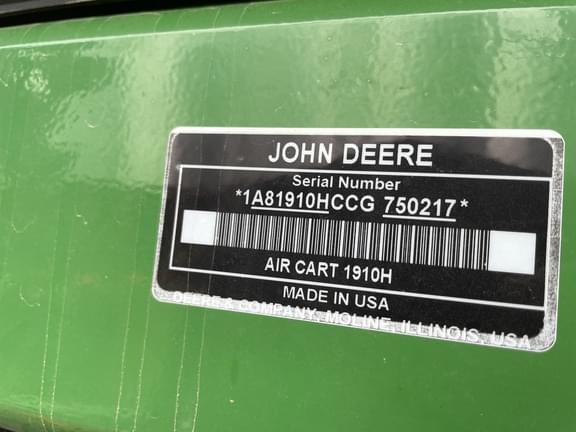 JOHN DEERE
Serial Number
*1A81910HCCG 750217*
AIR CART 1910H
MADE IN USA
DEERE & COMPANY, MOLINE, ILLINOIS, USA